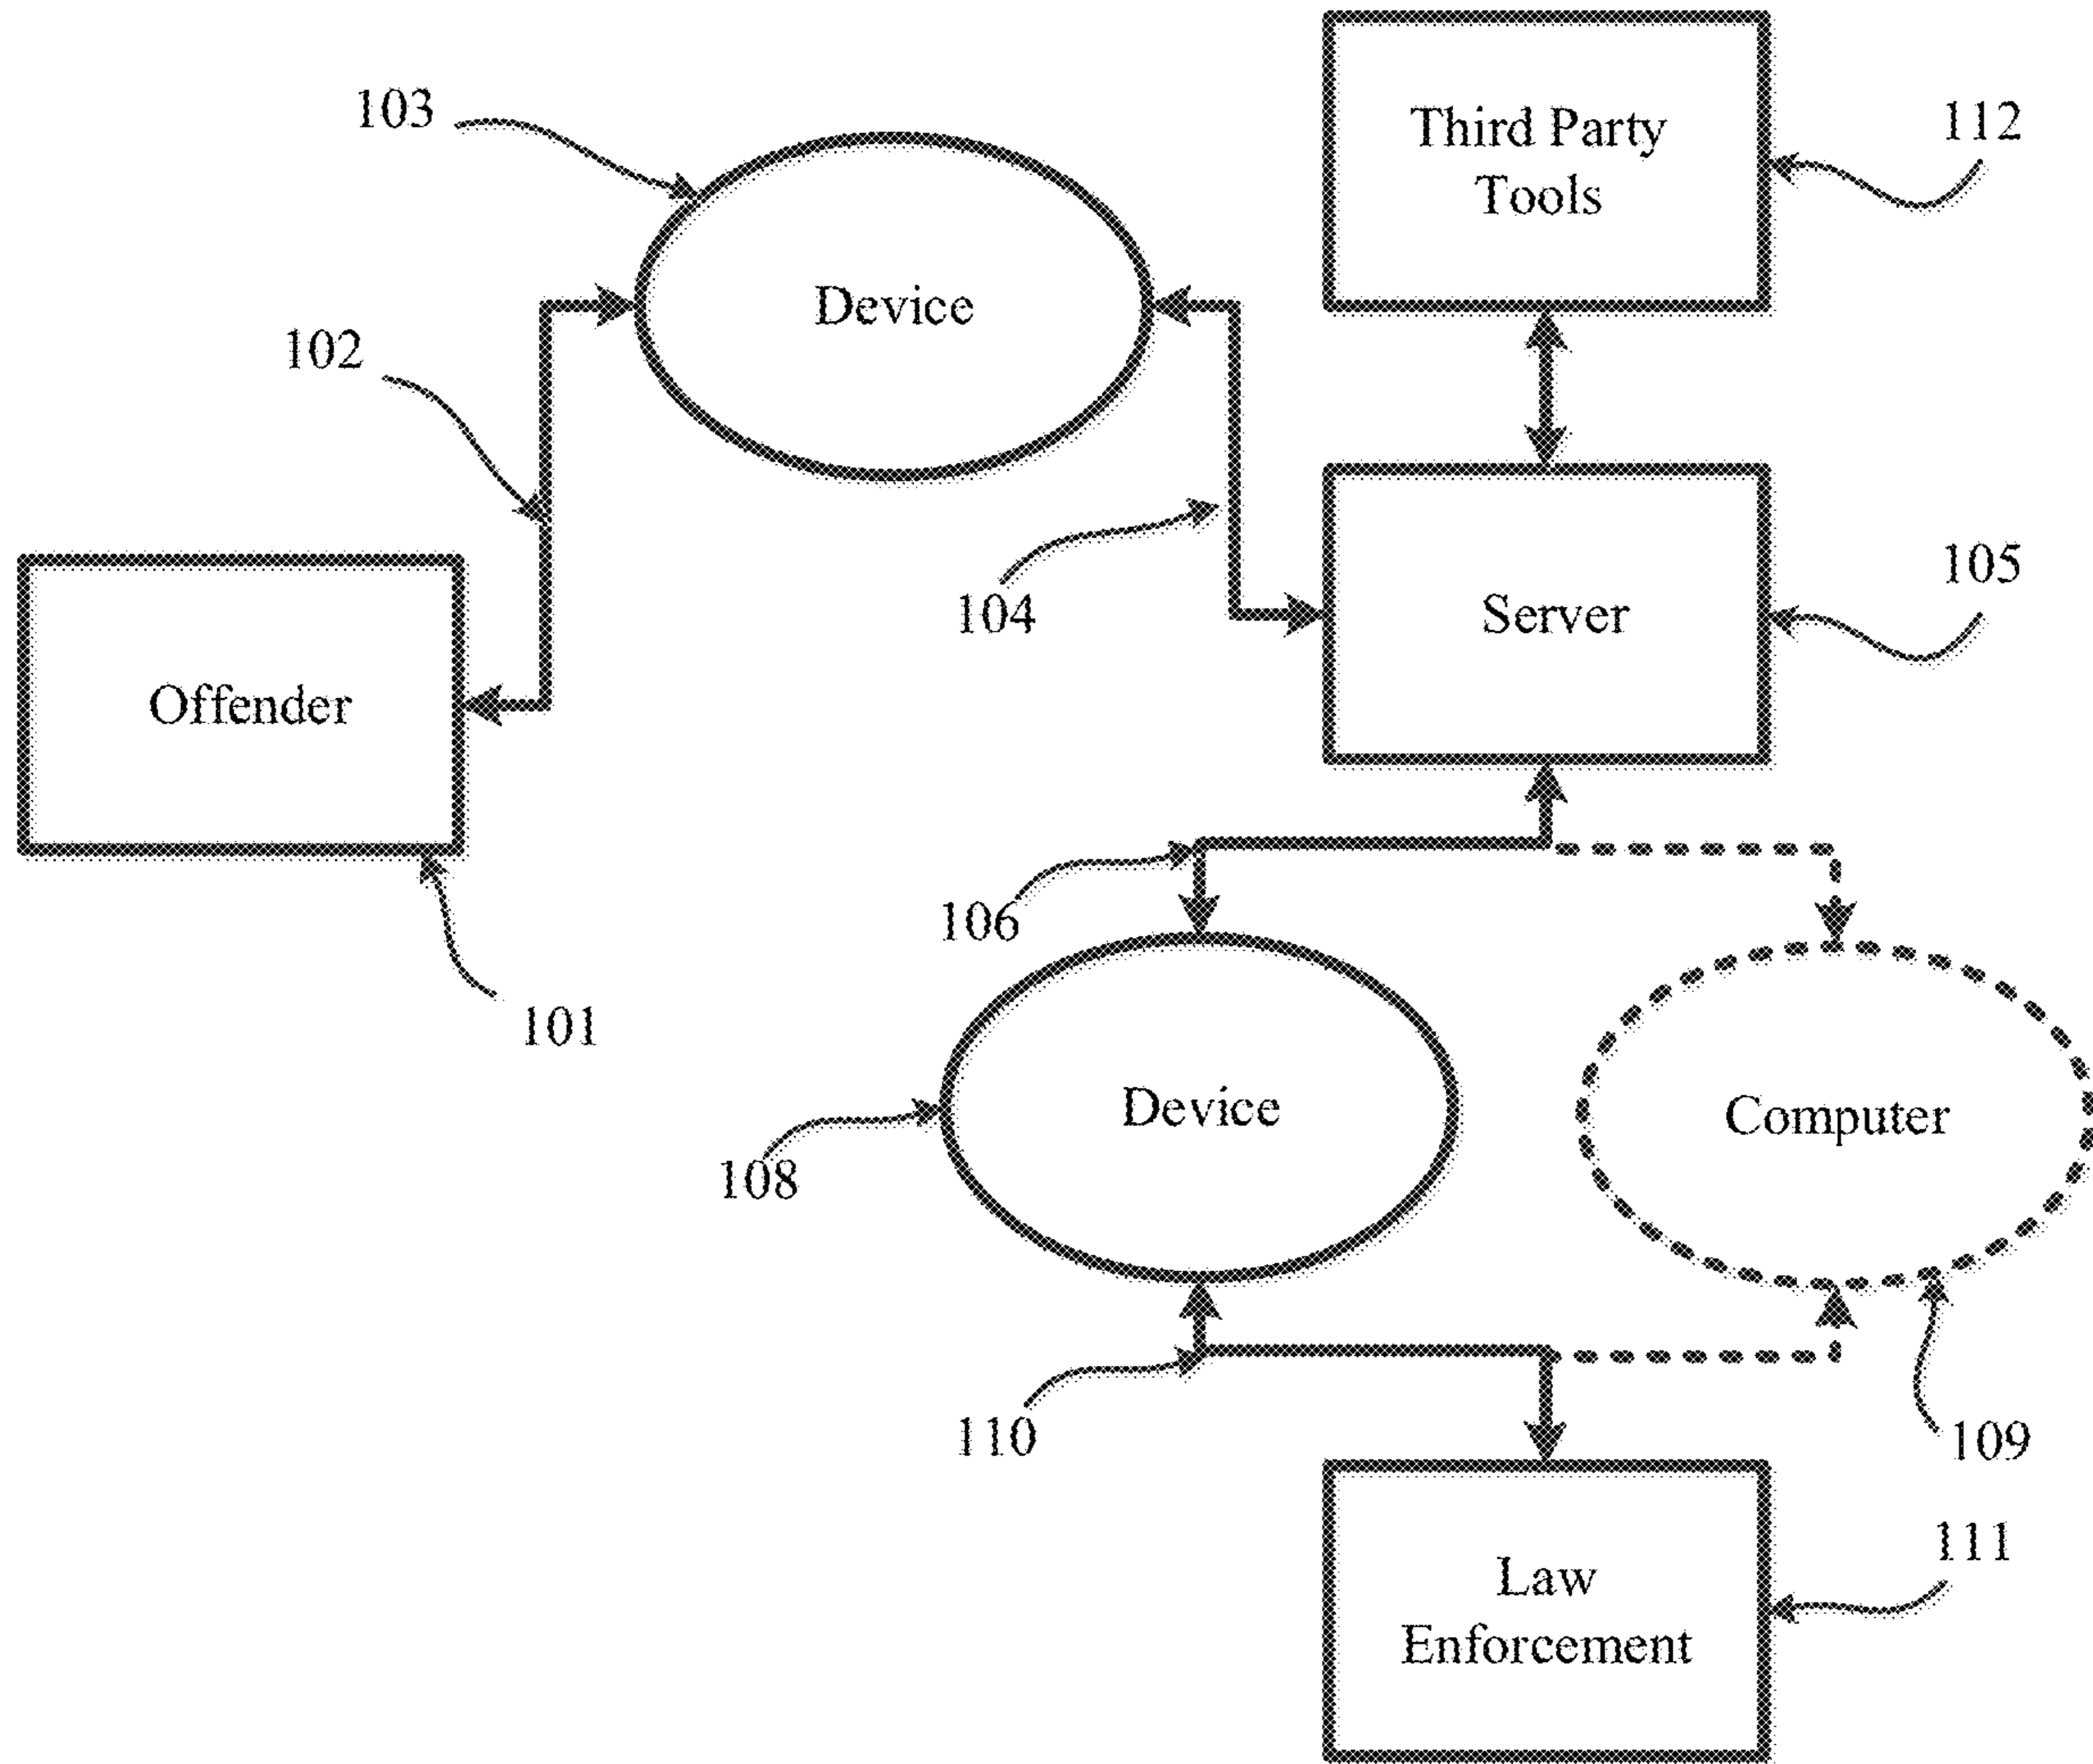 103
Third Party
Tools
112
Device
102
104
Server
105
Offender
101
106
Device
Computer
108
110
109
Law
Enforcement
111